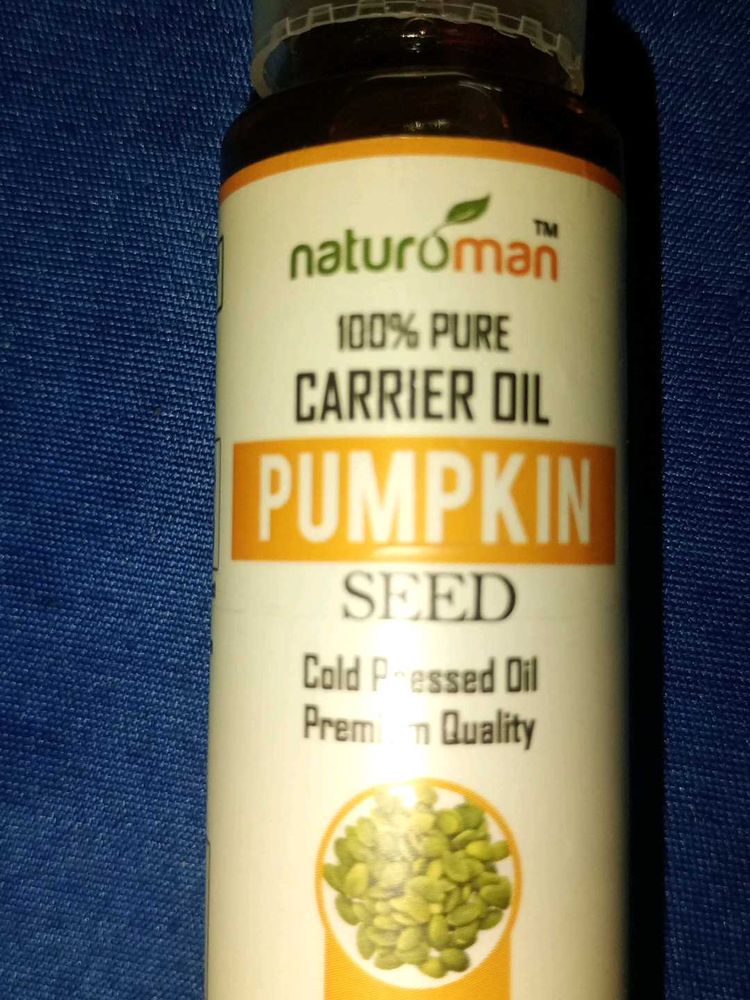 naturoman™
100% PURE
CARRIER OIL
PUMPKIN
SEED
Cold Pressed Oil
Premium Quality